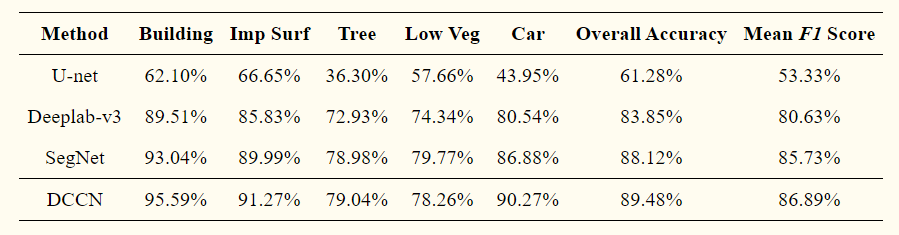 Method Building Imp Surf Tree Low Veg Car Overall Accuracy Mean F1 Score
U-net 62.10% 66.65% 36.30% 57.66% 43.95% 61.28% 53.33%
Deeplab-v3 89.51% 85.83% 72.93% 74.34% 80.54% 83.85% 80.63%
SegNet 93.04% 89.99% 78.98% 79.77% 86.88% 88.12% 85.73%
DCCN 95.59% 91.27% 79.04% 78.26% 90.27% 89.48% 86.89%